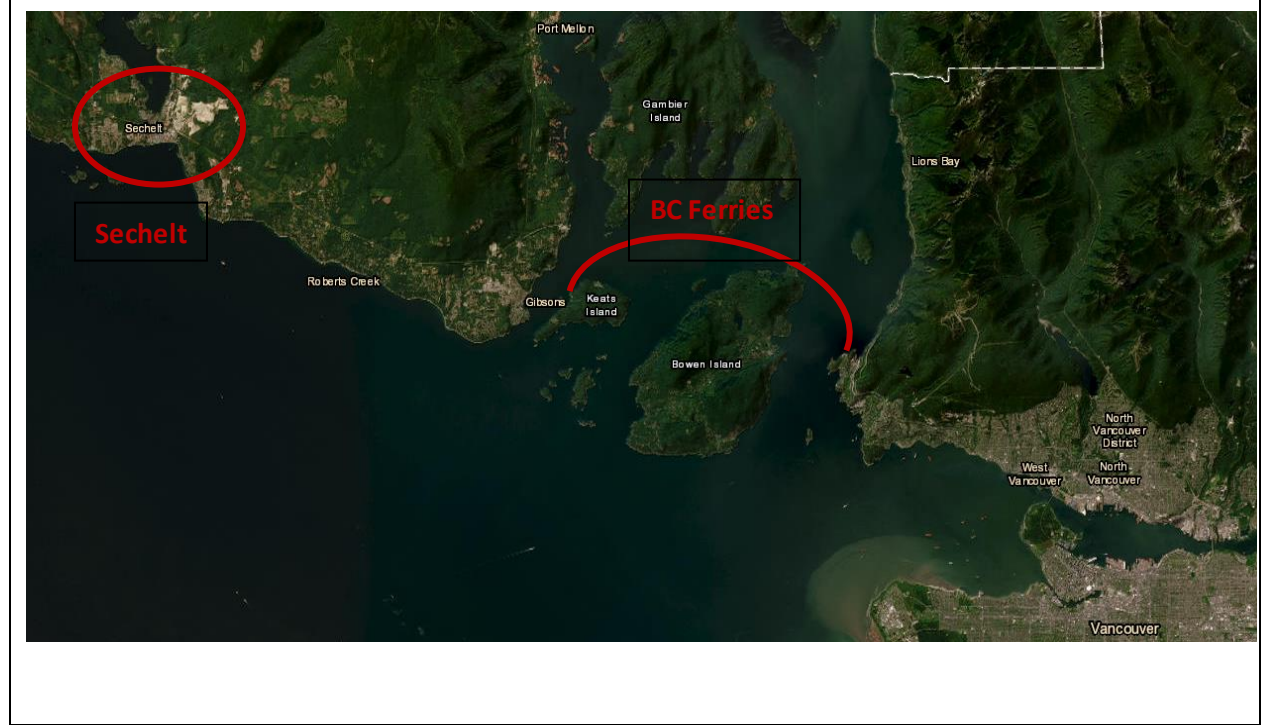 Port Mellon
Gambier
Island
Sechelt
Lions Bay
BC Ferries
Sechelt
Roberts Creek
Gibsons
Keats
Island
Bowen Island
North
Vancouver
District
West
Vancouver
North
Vancouver
Vancouver